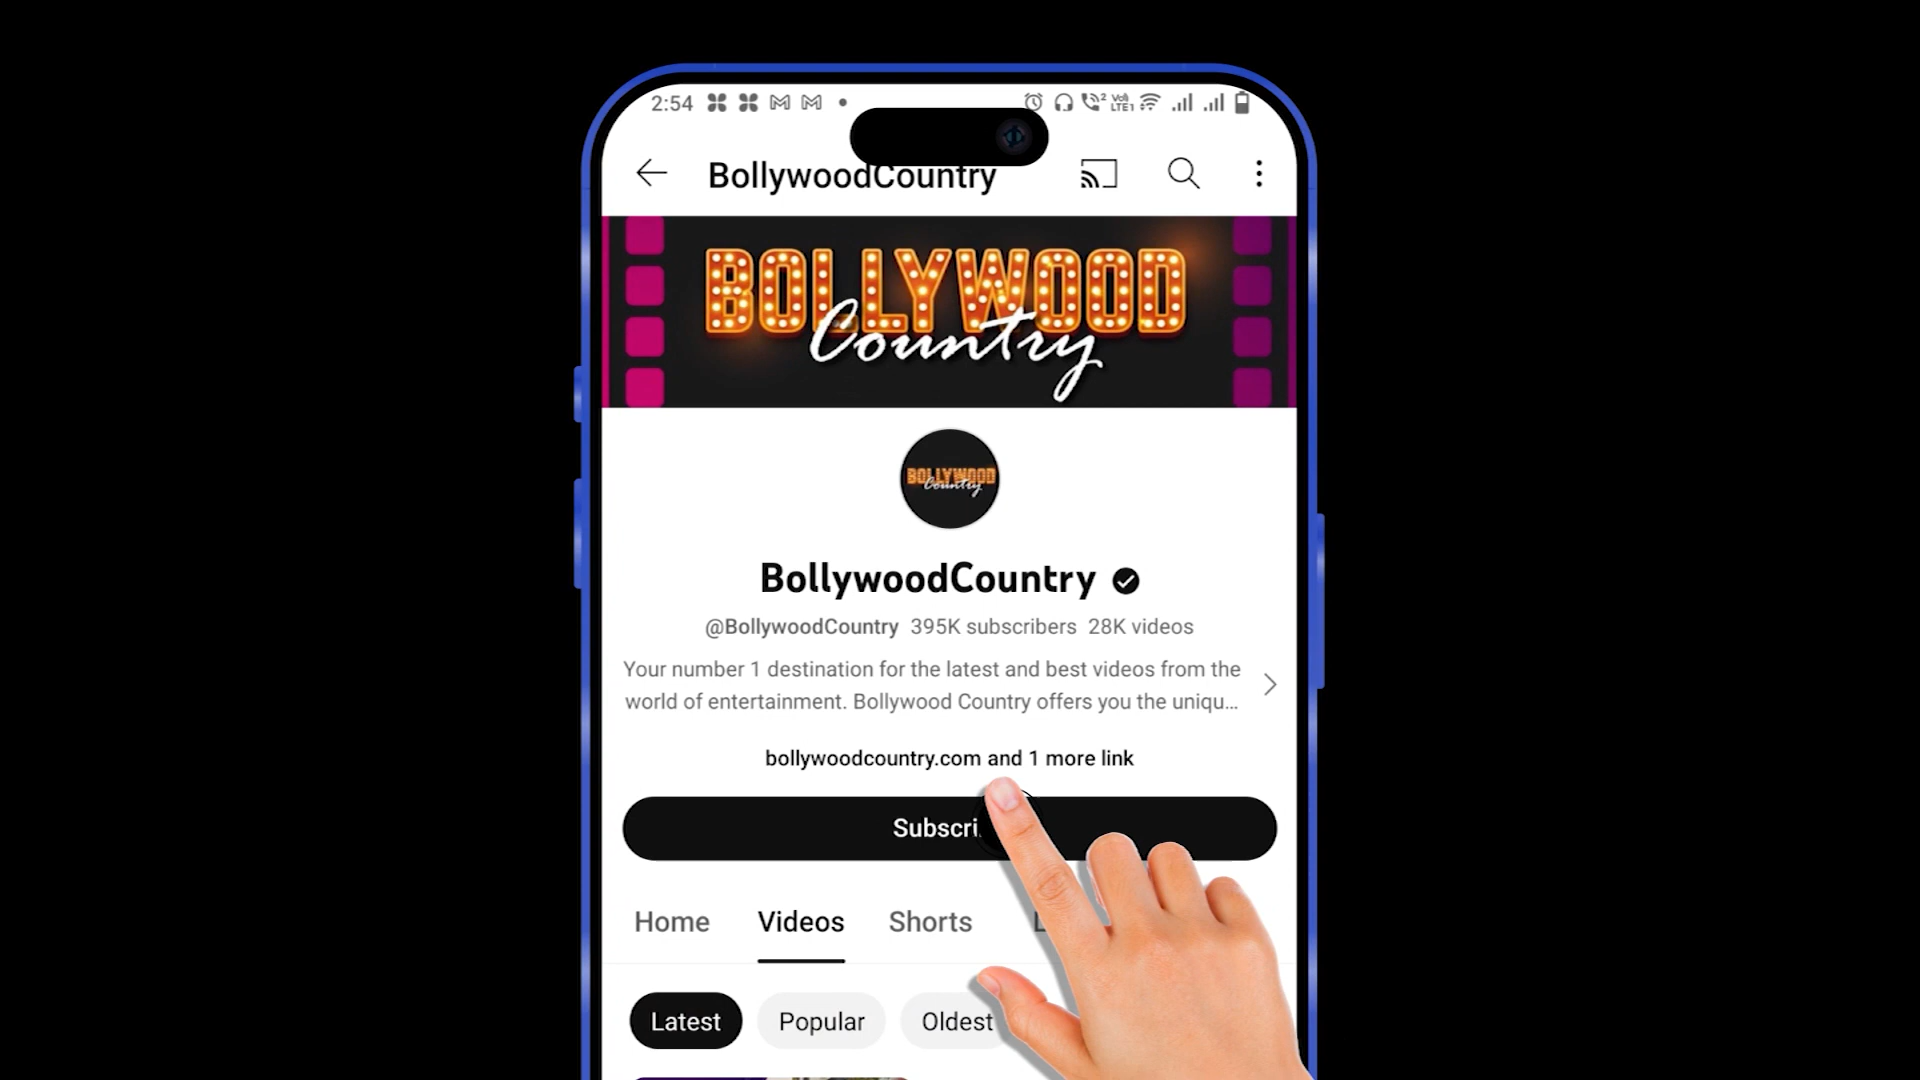 2:54
Vo) LTE1
BollywoodCountry
BOLLYWOOD
Country
BOLLYWOOD
Country
BollywoodCountry
@BollywoodCountry 395K subscribers 28K videos
Your number 1 destination for the latest and best videos from the
world of entertainment. Bollywood Country offers you the uniqu...
bollywoodcountry.com and 1 more link
Subscri
Home Videos Shorts
Latest Popular Oldest